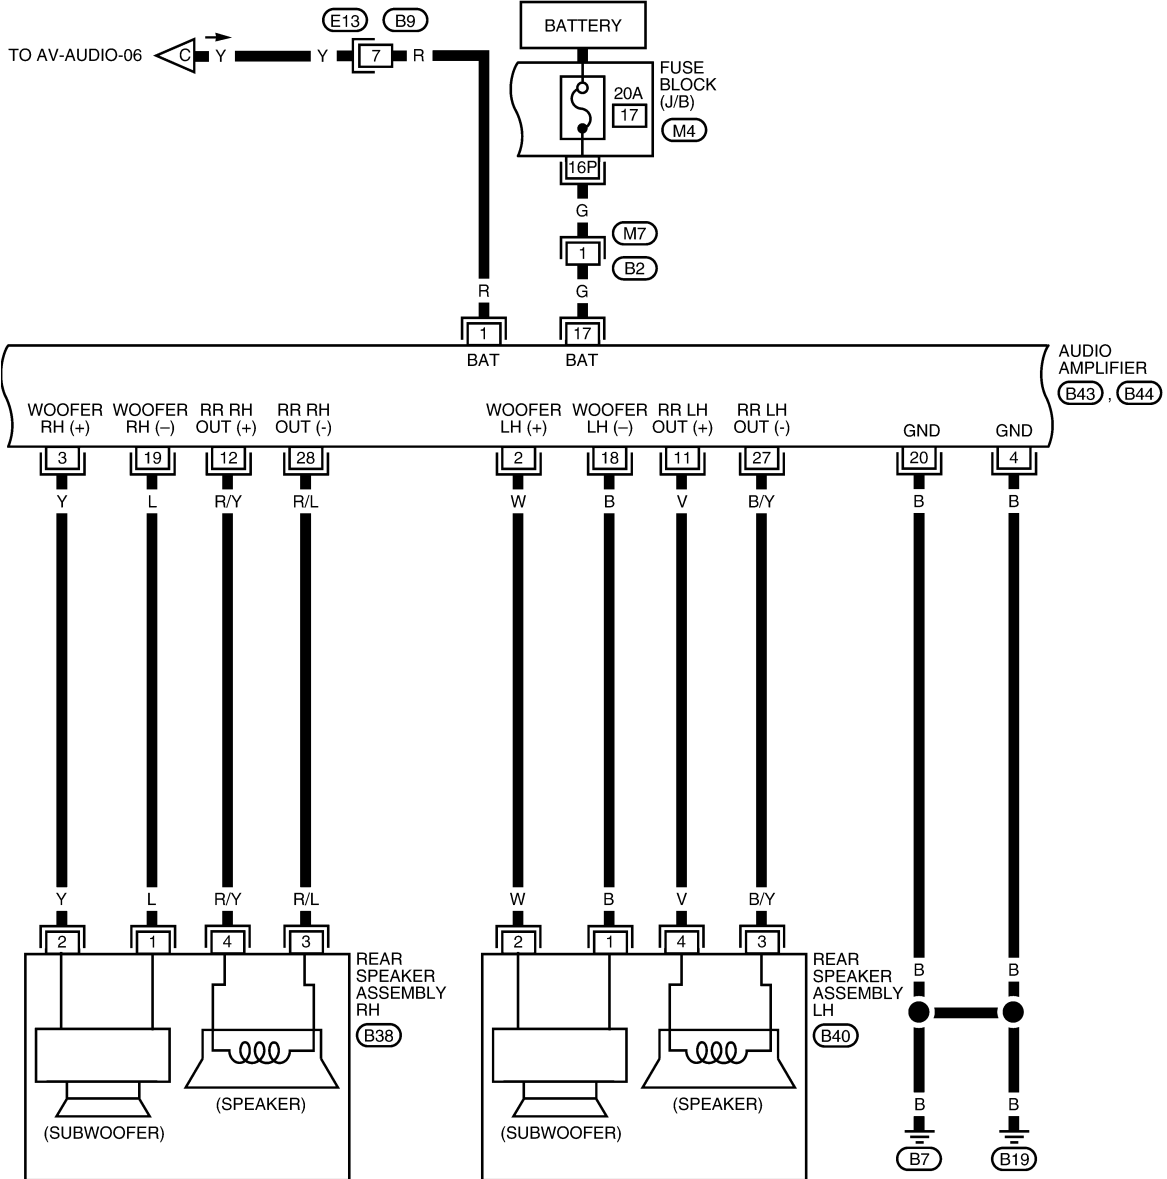 E13 B9
BATTERY
TO AV-AUDIO-06 C Y Y 7 R
FUSE
BLOCK
(J/B)
20A
17
M4
16P
G
M7
1
B2
R G
1 17
BAT BAT
AUDIO
AMPLIFIER
B43 , B44
WOOFER WOOFER RR RH RR RH WOOFER WOOFER RR LH RR LH
RH (+) RH (–) OUT (+) OUT (-) LH (+) LH (–) OUT (+) OUT (-) GND GND
3 19 12 28 2 18 11 27 20 4
Y L R/Y R/L W B V B/Y B B
Y L R/Y R/L W B V B/Y
2 1 4 3 2 1 4 3
REAR
SPEAKER
ASSEMBLY
RH
B38
REAR
SPEAKER
ASSEMBLY
LH
B40
B B
(SPEAKER) (SPEAKER) B B
(SUBWOOFER) (SUBWOOFER)
B7 B19